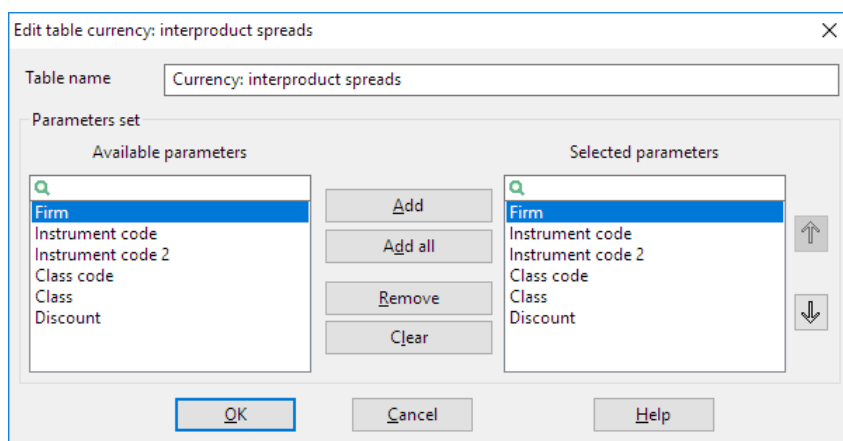 Edit table currency: interproduct spreads
Table name
Currency: interproduct spreads
Parameters set
Available parameters
Firm
Instrument code
Instrument code 2
Class code
Class
Discount
Add
Add all
Remove
Clear
Selected parameters
Firm
Instrument code
Instrument code 2
Class code
Class
Discount
OK
Cancel
Help